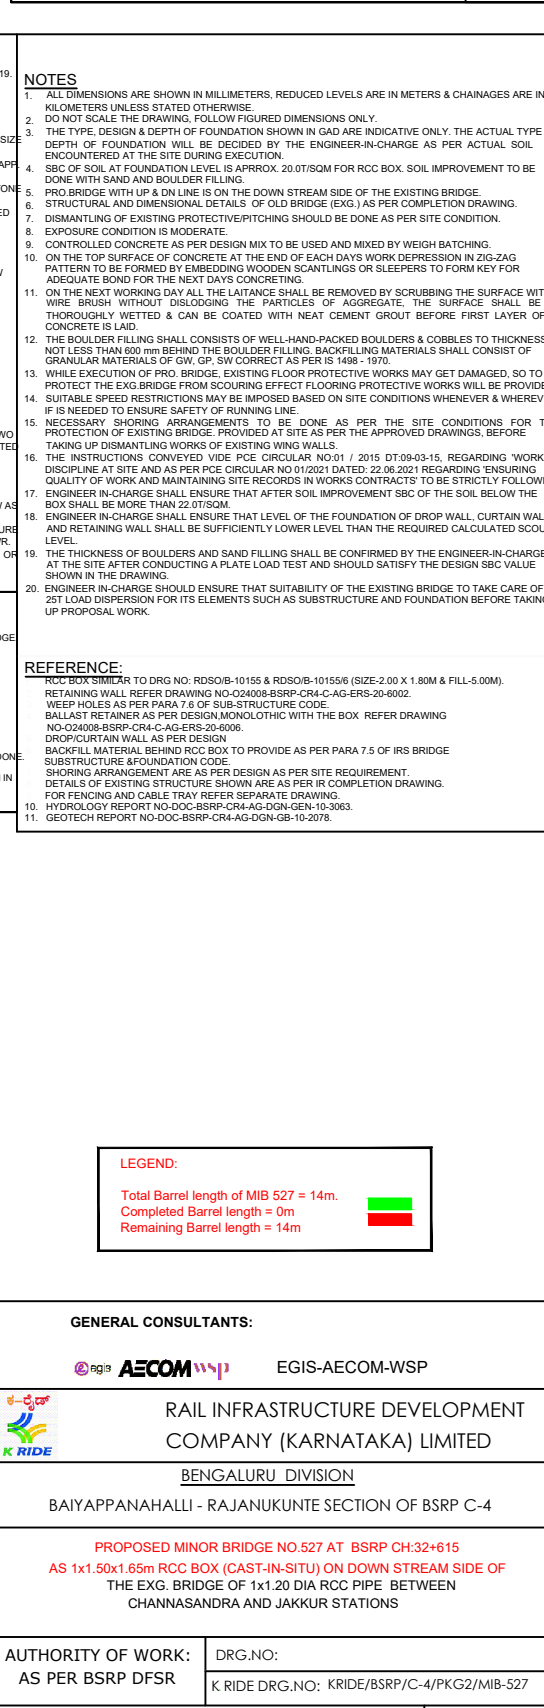 19.
SIZE
APP.
TONE
ED
W
WO
TED
W AS
URE
VR.
OR
DGE
DONE.
IN
NOTES
1. ALL DIMENSIONS ARE SHOWN IN MILLIMETERS, REDUCED LEVELS ARE IN METERS & CHAINAGES ARE IN
KILOMETERS UNLESS STATED OTHERWISE.
2. DO NOT SCALE THE DRAWING, FOLLOW FIGURED DIMENSIONS ONLY.
3. THE TYPE, DESIGN & DEPTH OF FOUNDATION SHOWN IN GAD ARE INDICATIVE ONLY. THE ACTUAL TYPE
DEPTH OF FOUNDATION WILL BE DECIDED BY THE ENGINEER-IN-CHARGE AS PER ACTUAL SOIL
ENCOUNTERED AT THE SITE DURING EXECUTION.
4. SBC OF SOIL AT FOUNDATION LEVEL IS APRROX. 20.0T/SQM FOR RCC BOX. SOIL IMPROVEMENT TO BE
DONE WITH SAND AND BOULDER FILLING.
5. PRO.BRIDGE WITH UP & DN LINE IS ON THE DOWN STREAM SIDE OF THE EXISTING BRIDGE.
6. STRUCTURAL AND DIMENSIONAL DETAILS OF OLD BRIDGE (EXG.) AS PER COMPLETION DRAWING.
7. DISMANTLING OF EXISTING PROTECTIVE/PITCHING SHOULD BE DONE AS PER SITE CONDITION.
8. EXPOSURE CONDITION IS MODERATE.
9. CONTROLLED CONCRETE AS PER DESIGN MIX TO BE USED AND MIXED BY WEIGH BATCHING.
10. ON THE TOP SURFACE OF CONCRETE AT THE END OF EACH DAYS WORK DEPRESSION IN ZIG-ZAG
PATTERN TO BE FORMED BY EMBEDDING WOODEN SCANTLINGS OR SLEEPERS TO FORM KEY FOR
ADEQUATE BOND FOR THE NEXT DAYS CONCRETING.
11. ON THE NEXT WORKING DAY ALL THE LAITANCE SHALL BE REMOVED BY SCRUBBING THE SURFACE WIT
WIRE BRUSH WITHOUT DISLODGING THE PARTICLES OF AGGREGATE, THE SURFACE SHALL BE
THOROUGHLY WETTED & CAN BE COATED WITH NEAT CEMENT GROUT BEFORE FIRST LAYER OF
CONCRETE IS LAID.
12. THE BOULDER FILLING SHALL CONSISTS OF WELL-HAND-PACKED BOULDERS & COBBLES TO THICKNESS
NOT LESS THAN 600 mm BEHIND THE BOULDER FILLING. BACKFILLING MATERIALS SHALL CONSIST OF
GRANULAR MATERIALS OF GW, GP, SW CORRECT AS PER IS 1498 - 1970.
13. WHILE EXECUTION OF PRO. BRIDGE, EXISTING FLOOR PROTECTIVE WORKS MAY GET DAMAGED, SO TO
PROTECT THE EXG.BRIDGE FROM SCOURING EFFECT FLOORING PROTECTIVE WORKS WILL BE PROVIDE
14. SUITABLE SPEED RESTRICTIONS MAY BE IMPOSED BASED ON SITE CONDITIONS WHENEVER & WHEREV
IF IS NEEDED TO ENSURE SAFETY OF RUNNING LINE.
15. NECESSARY SHORING ARRANGEMENTS TO BE DONE AS PER THE SITE CONDITIONS FOR T
PROTECTION OF EXISTING BRIDGE. PROVIDED AT SITE AS PER THE APPROVED DRAWINGS, BEFORE
TAKING UP DISMANTLING WORKS OF EXISTING WING WALLS.
16. THE INSTRUCTIONS CONVEYED VIDE PCE CIRCULAR NO:01 / 2015 DT:09-03-15, REGARDING 'WORK
DISCIPLINE AT SITE AND AS PER PCE CIRCULAR NO 01/2021 DATED: 22.06.2021 REGARDING 'ENSURING
QUALITY OF WORK AND MAINTAINING SITE RECORDS IN WORKS CONTRACTS' TO BE STRICTLY FOLLOW
17. ENGINEER IN-CHARGE SHALL ENSURE THAT AFTER SOIL IMPROVEMENT SBC OF THE SOIL BELOW THE
BOX SHALL BE MORE THAN 22.0T/SQM.
18. ENGINEER IN-CHARGE SHALL ENSURE THAT LEVEL OF THE FOUNDATION OF DROP WALL, CURTAIN WAL
AND RETAINING WALL SHALL BE SUFFICIENTLY LOWER LEVEL THAN THE REQUIRED CALCULATED SCOU
LEVEL.
19. THE THICKNESS OF BOULDERS AND SAND FILLING SHALL BE CONFIRMED BY THE ENGINEER-IN-CHARGE
AT THE SITE AFTER CONDUCTING A PLATE LOAD TEST AND SHOULD SATISFY THE DESIGN SBC VALUE
SHOWN IN THE DRAWING.
20. ENGINEER IN-CHARGE SHOULD ENSURE THAT SUITABILITY OF THE EXISTING BRIDGE TO TAKE CARE OF
25T LOAD DISPERSION FOR ITS ELEMENTS SUCH AS SUBSTRUCTURE AND FOUNDATION BEFORE TAKING
UP PROPOSAL WORK.
REFERENCE:
RCC BOX SIMILAR TO DRG NO: RDSO/B-10155 & RDSO/B-10155/6 (SIZE-2.00 X 1.80M & FILL-5.00M).
RETAINING WALL REFER DRAWING NO-O24008-BSRP-CR4-C-AG-ERS-20-6002.
WEEP HOLES AS PER PARA 7.6 OF SUB-STRUCTURE CODE.
BALLAST RETAINER AS PER DESIGN,MONOLOTHIC WITH THE BOX REFER DRAWING
NO-O24008-BSRP-CR4-C-AG-ERS-20-6006.
DROP/CURTAIN WALL AS PER DESIGN
BACKFILL MATERIAL BEHIND RCC BOX TO PROVIDE AS PER PARA 7.5 OF IRS BRIDGE
SUBSTRUCTURE &FOUNDATION CODE.
SHORING ARRANGEMENT ARE AS PER DESIGN AS PER SITE REQUIREMENT.
DETAILS OF EXISTING STRUCTURE SHOWN ARE AS PER IR COMPLETION DRAWING.
FOR FENCING AND CABLE TRAY REFER SEPARATE DRAWING.
10. HYDROLOGY REPORT NO-DOC-BSRP-CR4-AG-DGN-GEN-10-3063.
11. GEOTECH REPORT NO-DOC-BSRP-CR4-AG-DGN-GB-10-2078.
LEGEND:
Total Barrel length of MIB 527 = 14m.
Completed Barrel length = 0m
Remaining Barrel length = 14m
GENERAL CONSULTANTS:
egis AECOM wsp EGIS-AECOM-WSP
ಕ-ರೈಡ್
K RIDE
RAIL INFRASTRUCTURE DEVELOPMENT
COMPANY (KARNATAKA) LIMITED
BENGALURU DIVISION
BAIYAPPANAHALLI - RAJANUKUNTE SECTION OF BSRP C-4
PROPOSED MINOR BRIDGE NO.527 AT BSRP CH:32+615
AS 1x1.50x1.65m RCC BOX (CAST-IN-SITU) ON DOWN STREAM SIDE OF
THE EXG. BRIDGE OF 1x1.20 DIA RCC PIPE BETWEEN
CHANNASANDRA AND JAKKUR STATIONS
AUTHORITY OF WORK:
AS PER BSRP DFSR
DRG.NO:
K RIDE DRG.NO: KRIDE/BSRP/C-4/PKG2/MIB-527